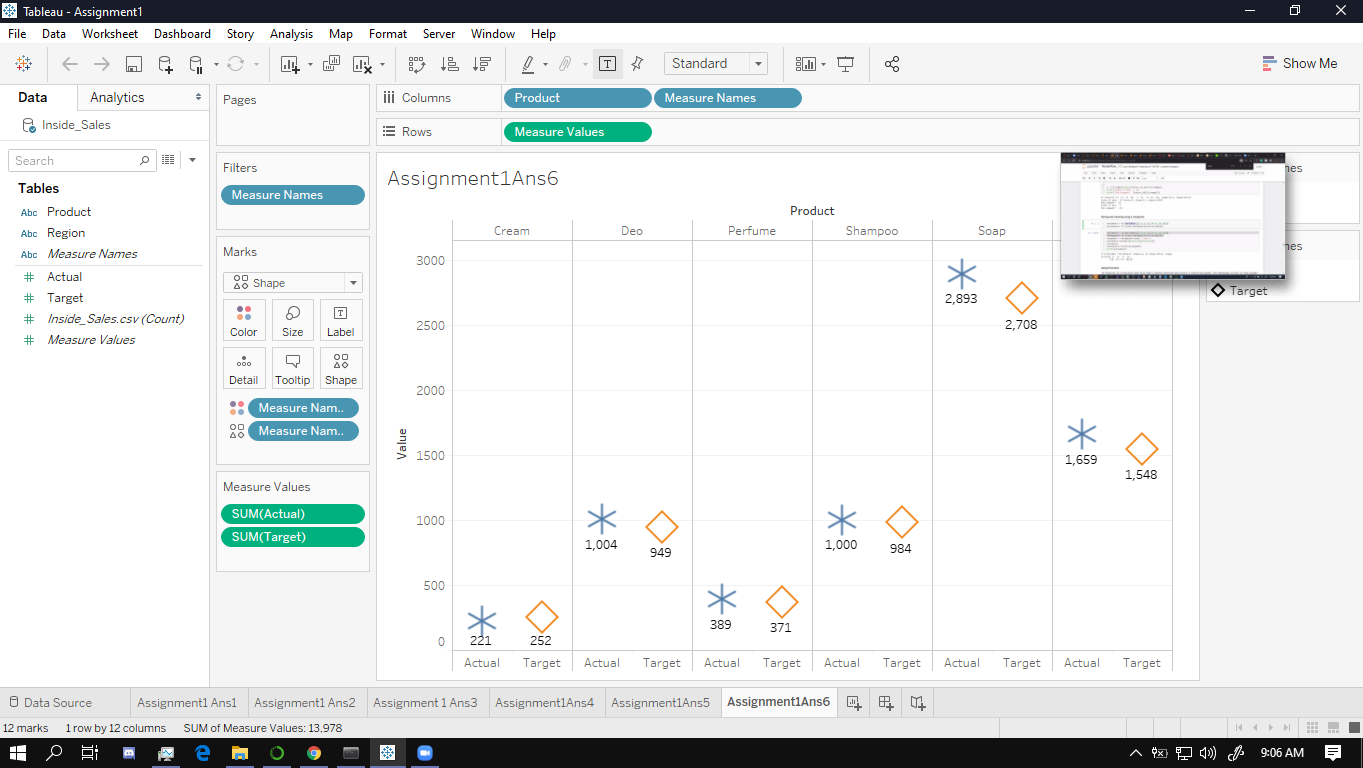 Tableau - Assignment1
File Data Worksheet Dashboard Story Analysis Map Format Server Window Help
Standard
Show Me
Data Analytics
Inside_Sales
Search
Tables
Abc Product
Abc Region
Abc Measure Names
# Actual
# Target
# Inside_Sales.csv (Count)
# Measure Values
Pages
Filters
Measure Names
Marks
Shape
Color Size Label
Detail Tooltip Shape
Measure Nam..
Measure Nam..
Measure Values
SUM(Actual)
SUM(Target)
Columns Product Measure Names
Rows Measure Values
Assignment1Ans6
Product
Cream Deo Perfume Shampoo Soap
3000
2,893
2,708
2500
2000
1500
1,659
1,548
1000
1,004 949 1,000 984
500
389 371
221 252
0
Value
Actual Target Actual Target Actual Target Actual Target Actual Target Actual Target
Target
Data Source Assignment1 Ans1 Assignment1 Ans2 Assignment 1 Ans3 Assignment1Ans4 Assignment1Ans5 Assignment1Ans6
12 marks 1 row by 12 columns SUM of Measure Values: 13,978
9:06 AM